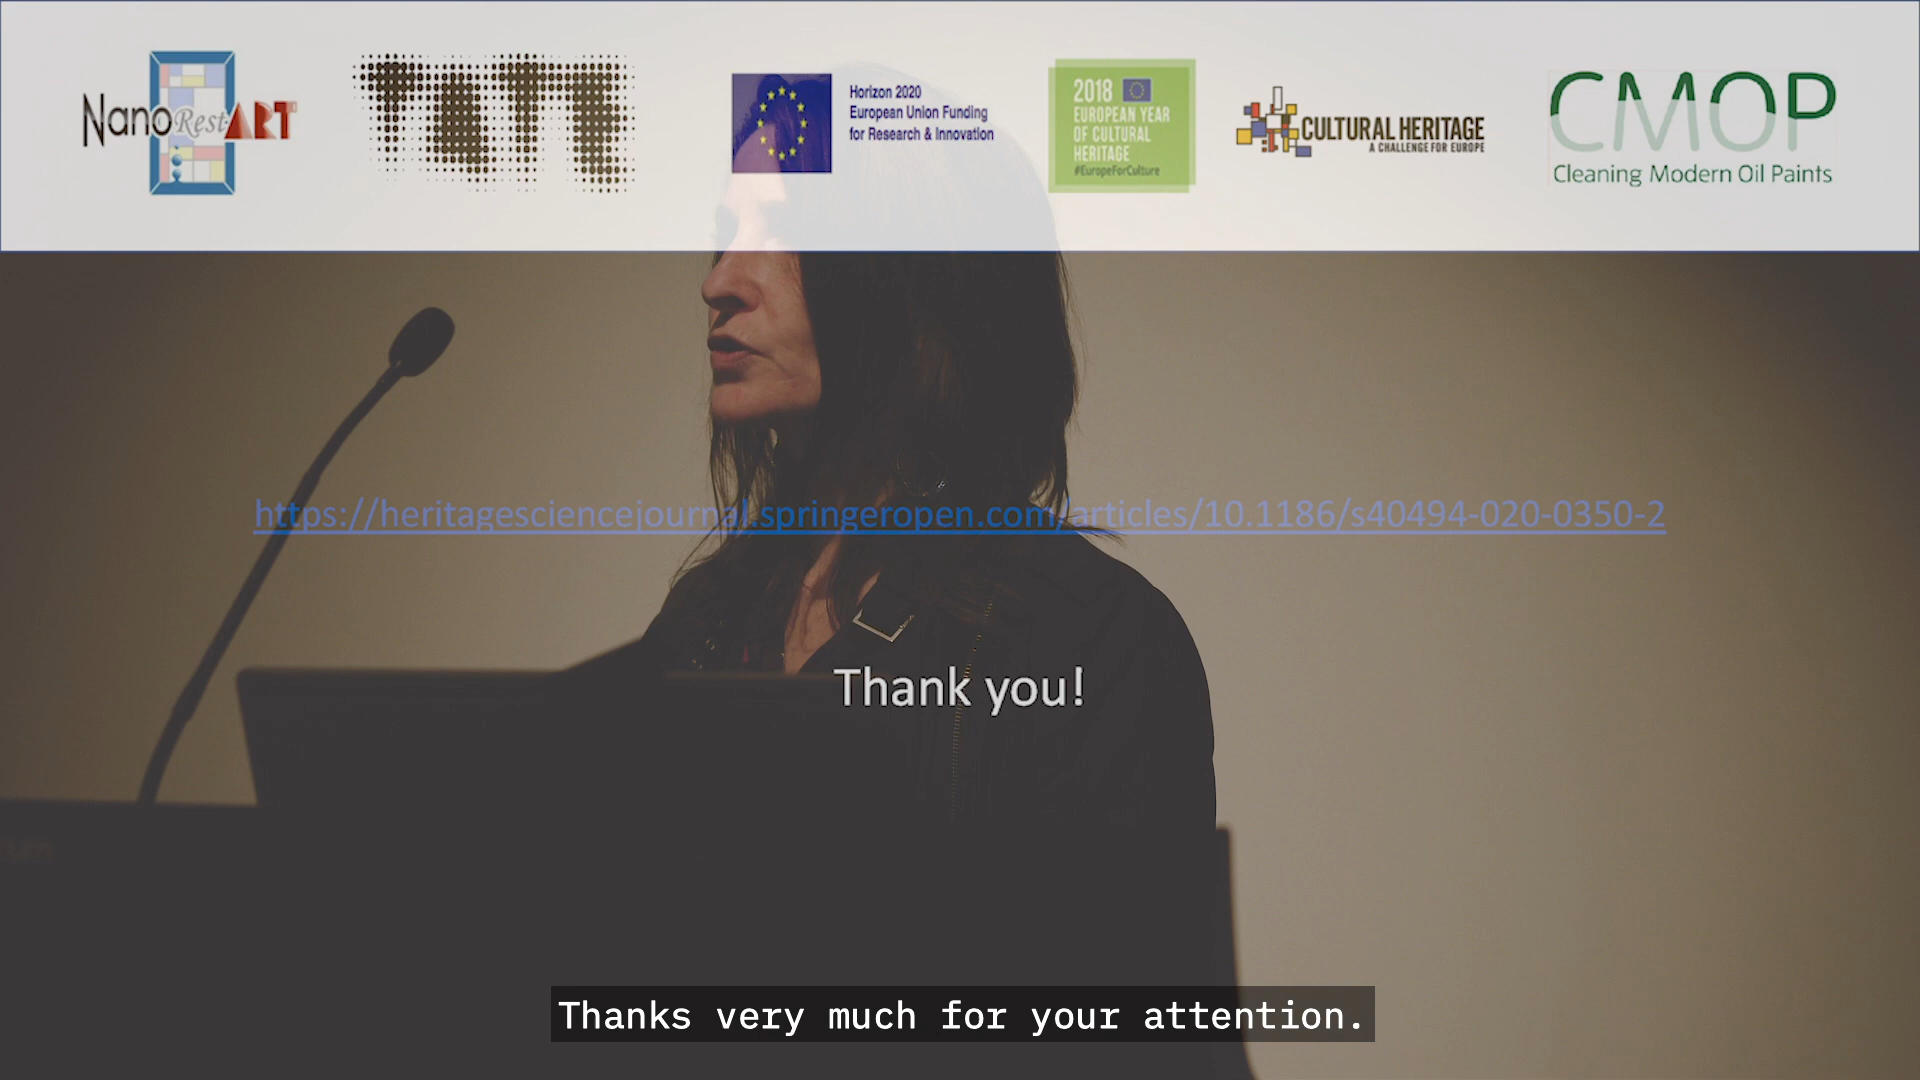 NanoRestART
TATE
Horizon 2020
European Union Funding
for Research & Innovation
2018
EUROPEAN YEAR
OF CULTURAL
HERITAGE
#EuropeForCulture
CULTURAL HERITAGE
A CHALLENGE FOR EUROPE
CMOP
Cleaning Modern Oil Paints
https://heritagesciencejournal.springeropen.com/articles/10.1186/s40494-020-0350-2
Thank you!
Thanks very much for your attention.